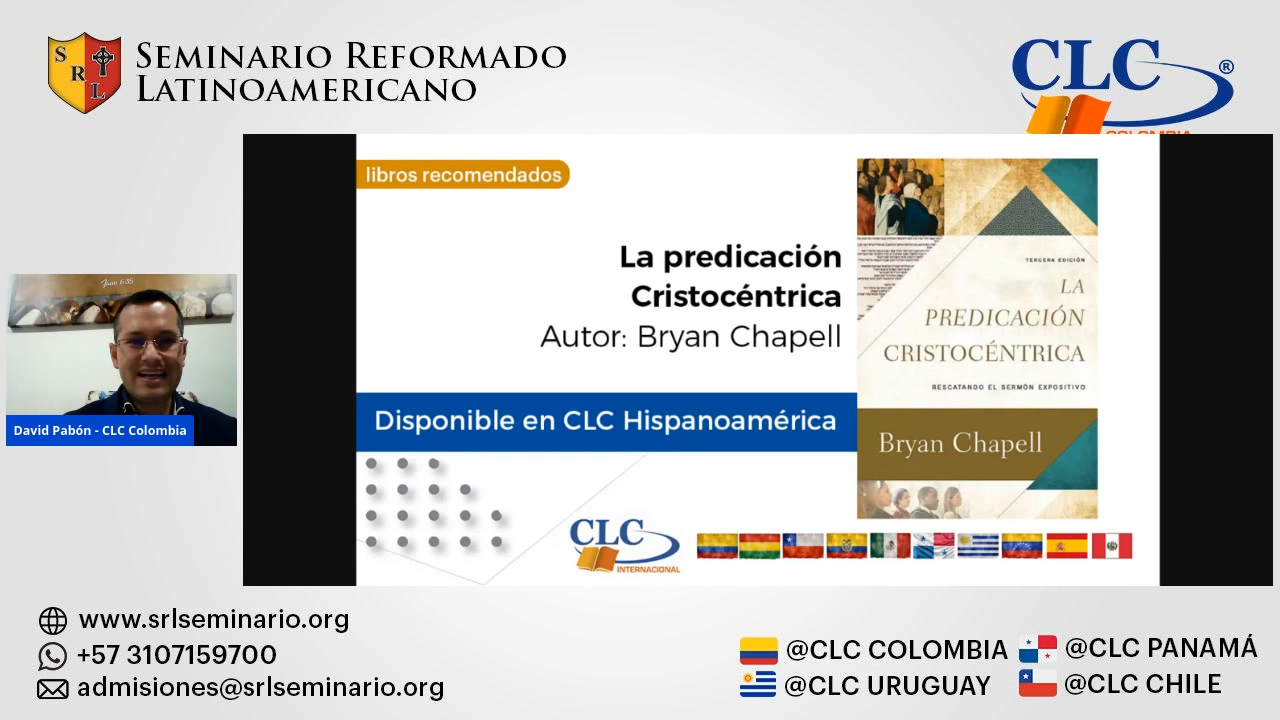 S
R
L
SEMINARIO REFORMADO
LATINOAMERICANO
CLC®
COLOMBIA
libros recomendados
La predicación
Cristocéntrica
Autor: Bryan Chapell
Disponible en CLC Hispanoamérica
CLC
INTERNACIONAL
TERCERA EDICIÓN
LA
PREDICACIÓN
CRISTOCÉNTRICA
RESCATANDO EL SERMÓN EXPOSITIVO
Bryan Chapell
Juan 6:35
David Pabón - CLC Colombia
www.srlseminario.org
+57 3107159700
admisiones@srlseminario.org
@CLC COLOMBIA
@CLC PANAMÁ
@CLC URUGUAY
@CLC CHILE